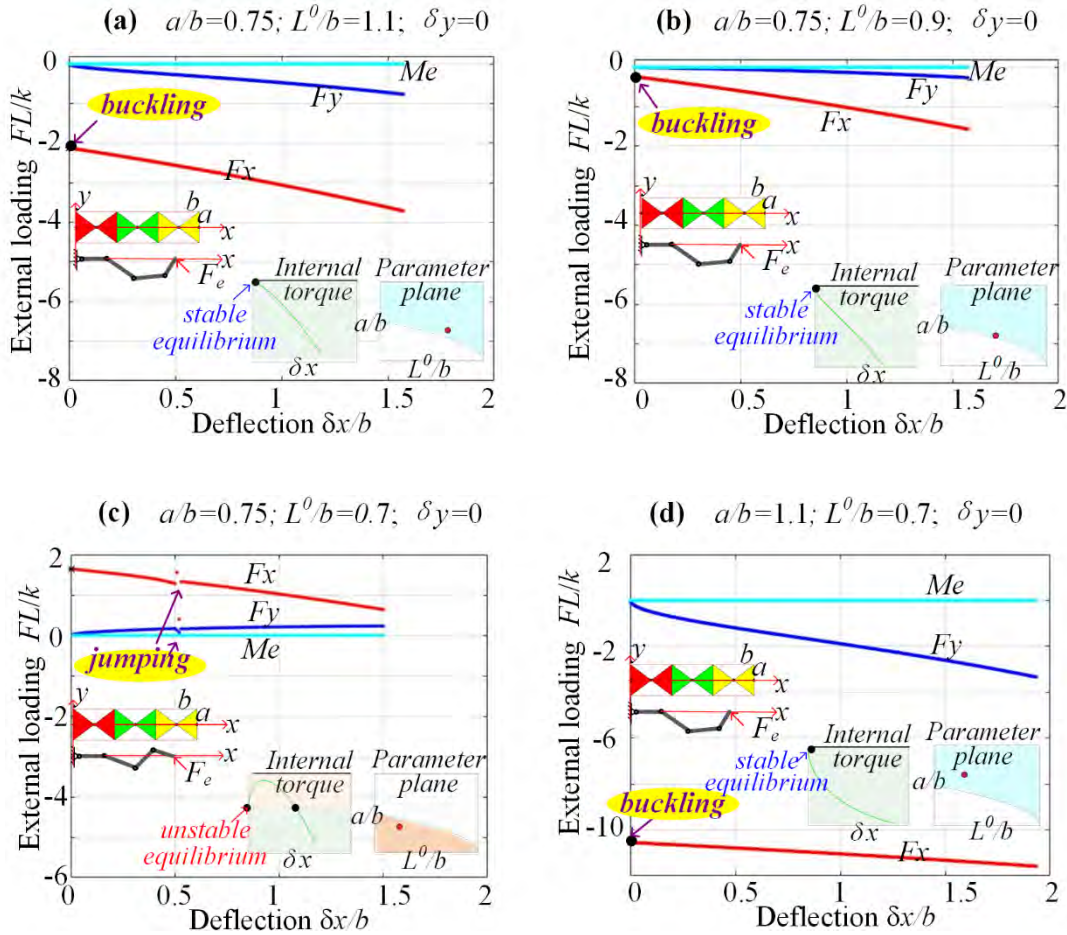 (a) a/b=0.75; L⁰/b=1.1; δy=0
External loading FL/k
0
-2
-4
-6
-8
Me
Fy
buckling
Fx
y
b
a
x
x
Fe
Internal torque
Parameter plane
stable equilibrium
a/b
δx
L⁰/b
0
0.5
1
1.5
2
Deflection δx/b
(b) a/b=0.75; L⁰/b=0.9; δy=0
External loading FL/k
0
-2
-4
-6
8
Me
Fy
buckling
Fx
y
b
a
x
x
Fe
Internal torque
Parameter plane
stable equilibrium
a/b
δx
L⁰/b
0
0.5
1
1.5
2
Deflection δx/b
(c) a/b=0.75; L⁰/b=0.7; δy=0
External loading FL/k
2
0
-2
-4
-6
Fx
Fy
Me
jumping
y
b
a
x
x
Fe
Internal torque
Parameter plane
unstable equilibrium
a/b
δx
L⁰/b
0
0.5
1
1.5
2
Deflection δx/b
(d) a/b=1.1; L⁰/b=0.7; δy=0
External loading FL/k
2
-2
-6
-10
Me
Fy
y
b
a
x
x
Fe
Internal torque
Parameter plane
stable equilibrium
a/b
buckling
δx
L⁰/b
Fx
0
0.5
1
1.5
2
Deflection δx/b